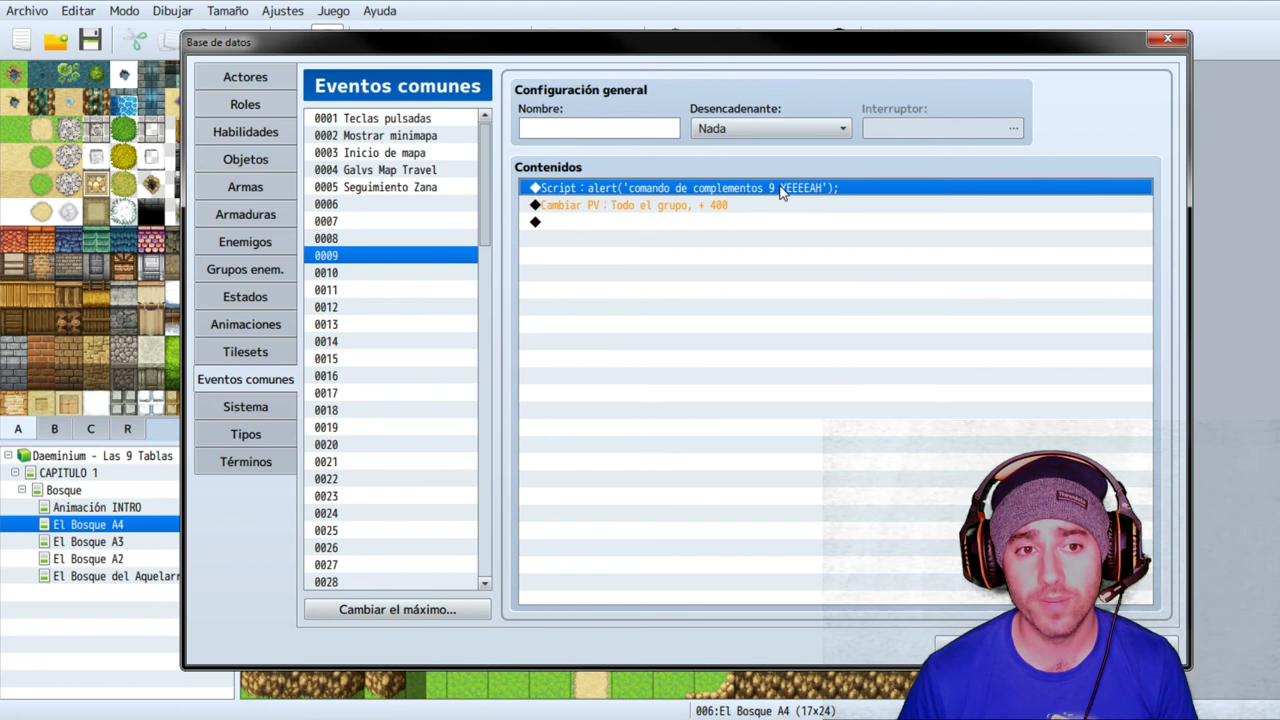 Archivo Editar Modo Dibujar Tamaño Ajustes Juego Ayuda
Base de datos
Actores
Roles
Habilidades
Objetos
Armas
Armaduras
Enemigos
Grupos enem.
Estados
Animaciones
Tilesets
Eventos comunes
Sistema
Tipos
Términos
Eventos comunes
0001 Teclas pulsadas
0002 Mostrar minimapa
0003 Inicio de mapa
0004 Galvs Map Travel
0005 Seguimiento Zana
0006
0007
0008
0009
0010
0011
0012
0013
0014
0015
0016
0017
0018
0019
0020
0021
0022
0023
0024
0025
0026
0027
0028
Cambiar el máximo...
Configuración general
Nombre: Desencadenante: Interruptor:
Nada ...
Contenidos
◆Script：alert('comando de complementos 9 YEEEEAH');
◆Cambiar PV：Todo el grupo, + 400
◆
A B C R
Daeminium - Las 9 Tablas
CAPITULO 1
Bosque
Animación INTRO
El Bosque A4
El Bosque A3
El Bosque A2
El Bosque del Aquelarr
006:El Bosque A4 (17x24)